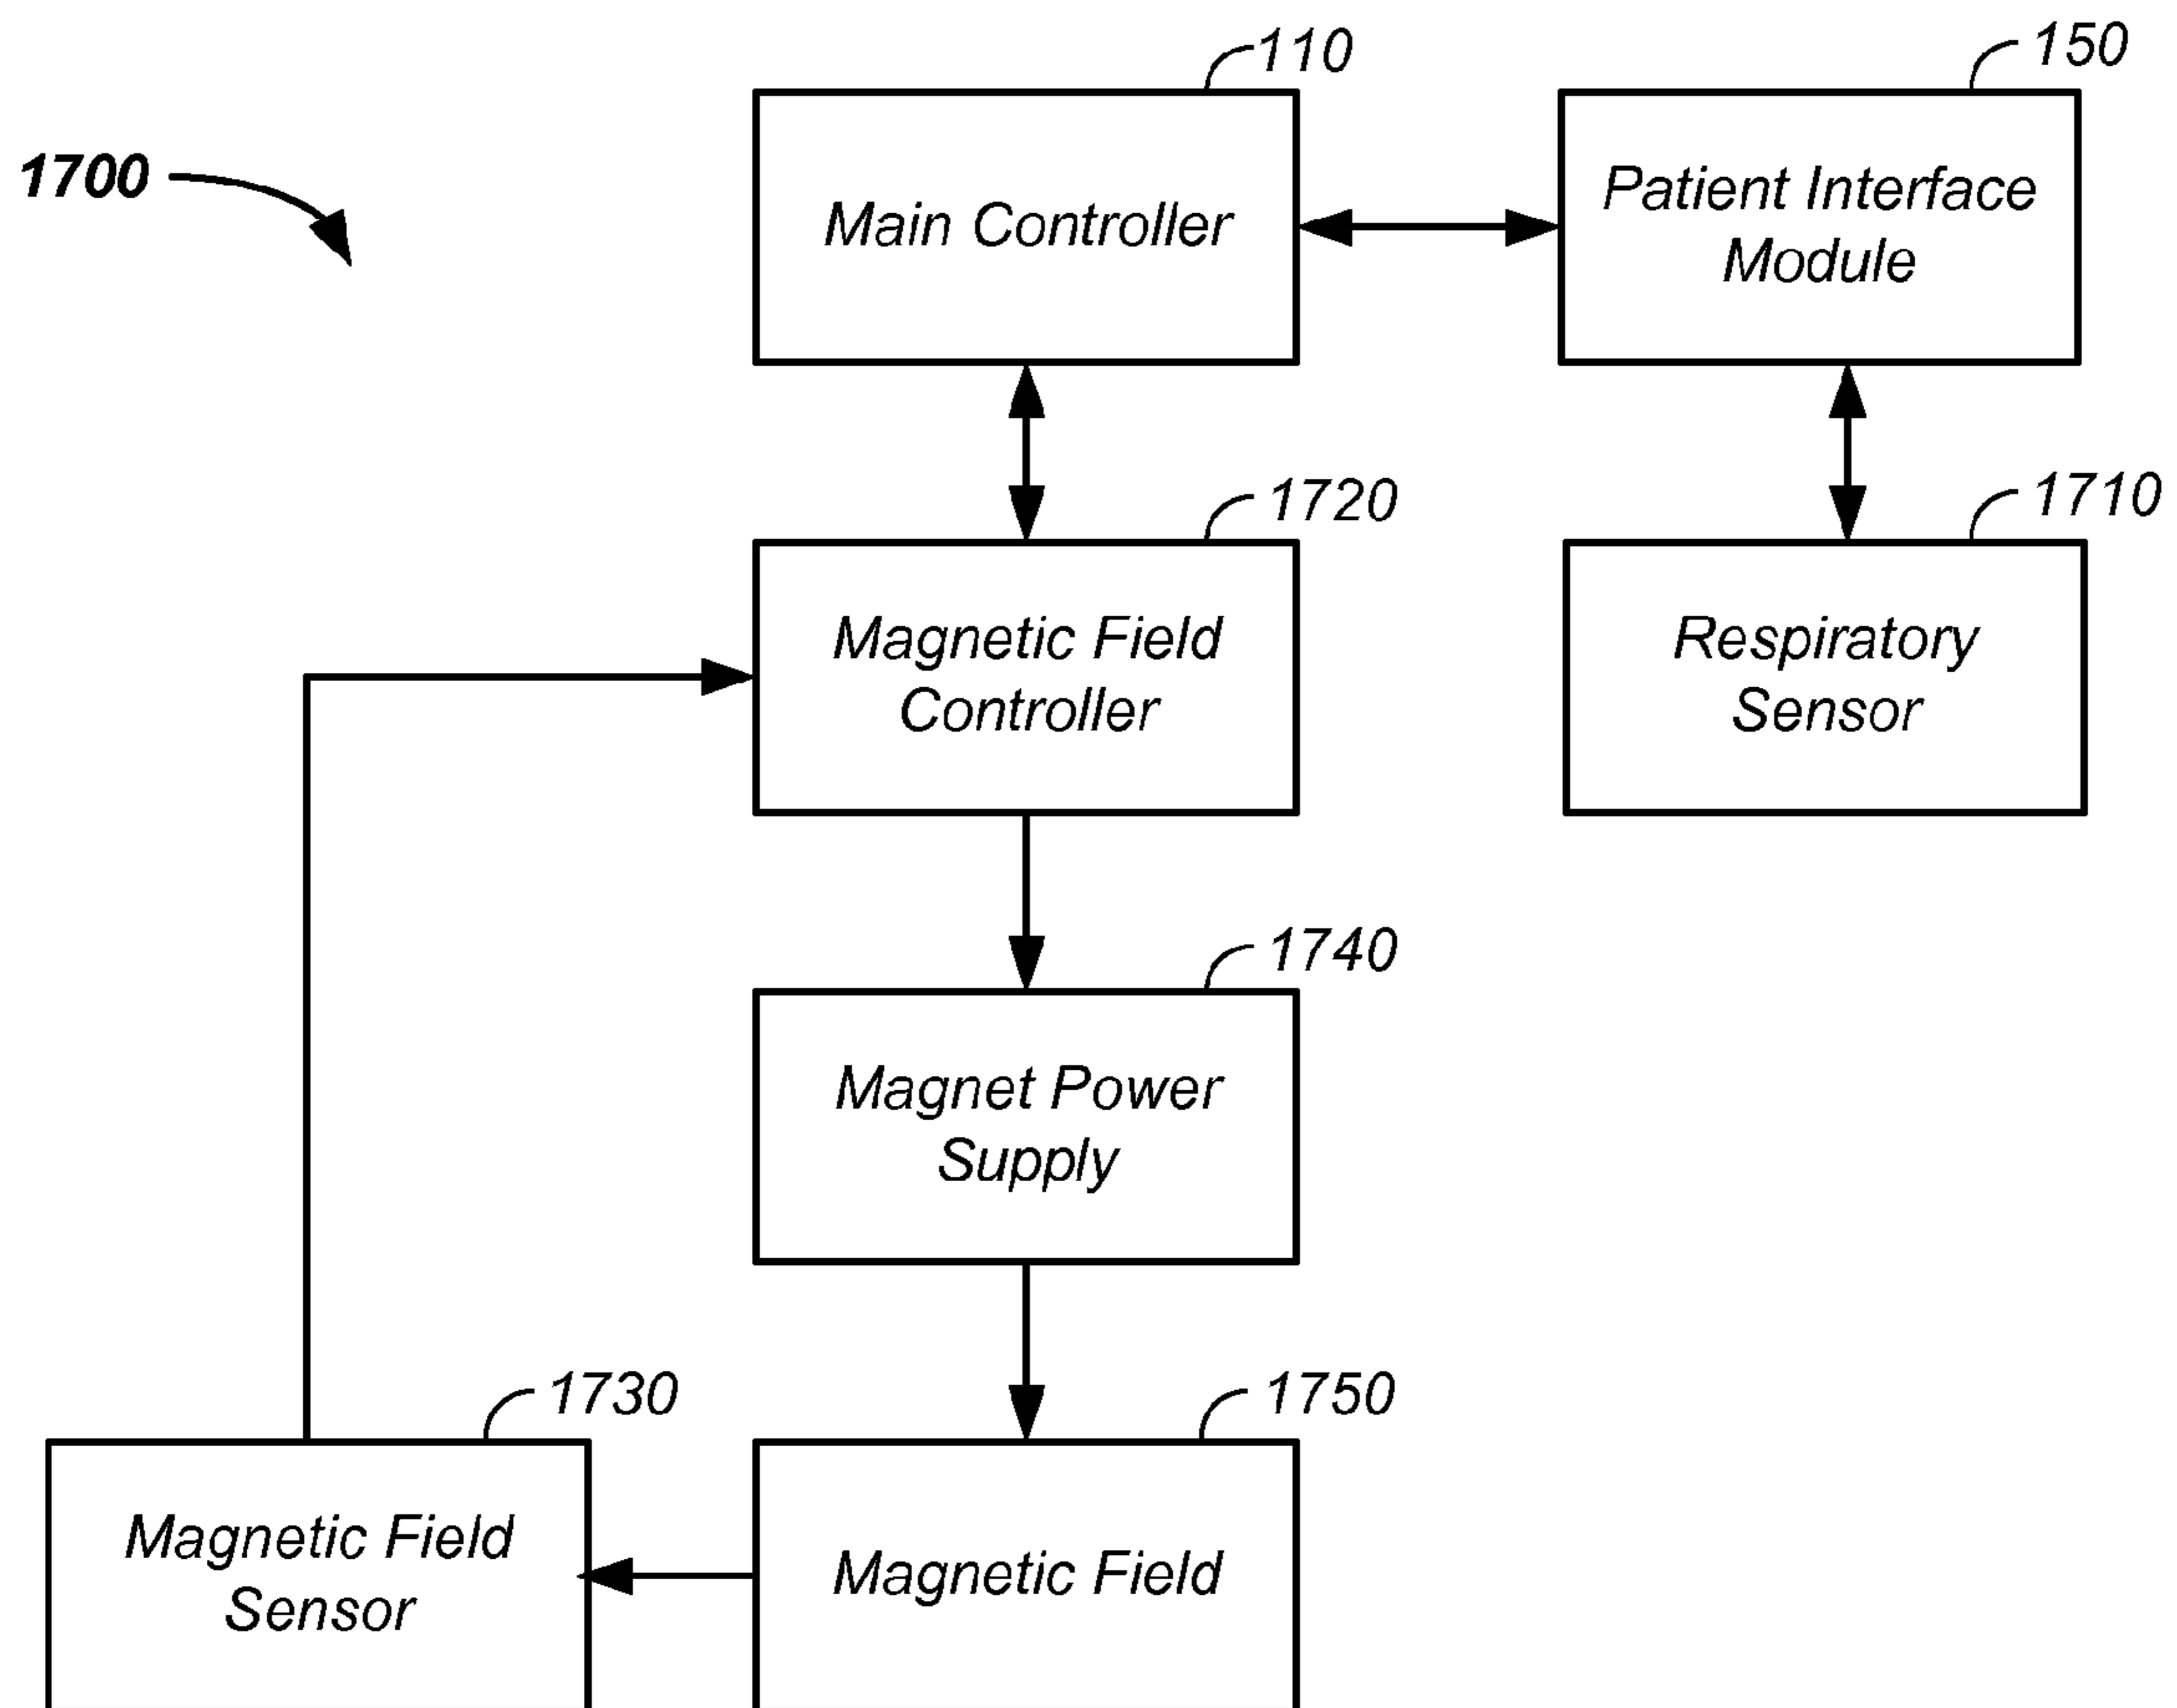 110
150
1700
Main Controller
Patient Interface
Module
1720
1710
Magnetic Field
Controller
Respiratory
Sensor
1740
Magnet Power
Supply
1730
1750
Magnetic Field
Sensor
Magnetic Field